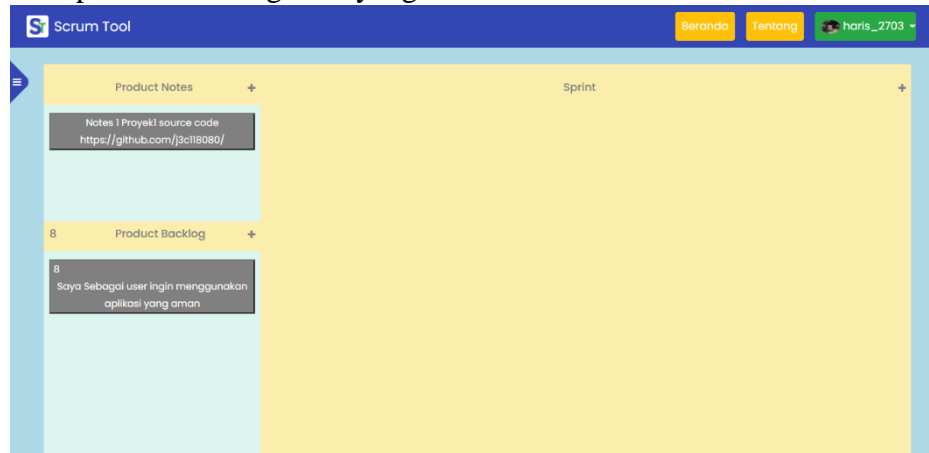 Scrum Tool
Beranda
Tentang
haris_2703
Product Notes +
Sprint +
Notes 1 Proyek1 source code
https://github.com/j3c118080/
8 Product Backlog +
8
Saya Sebagai user ingin menggunakan
aplikasi yang aman